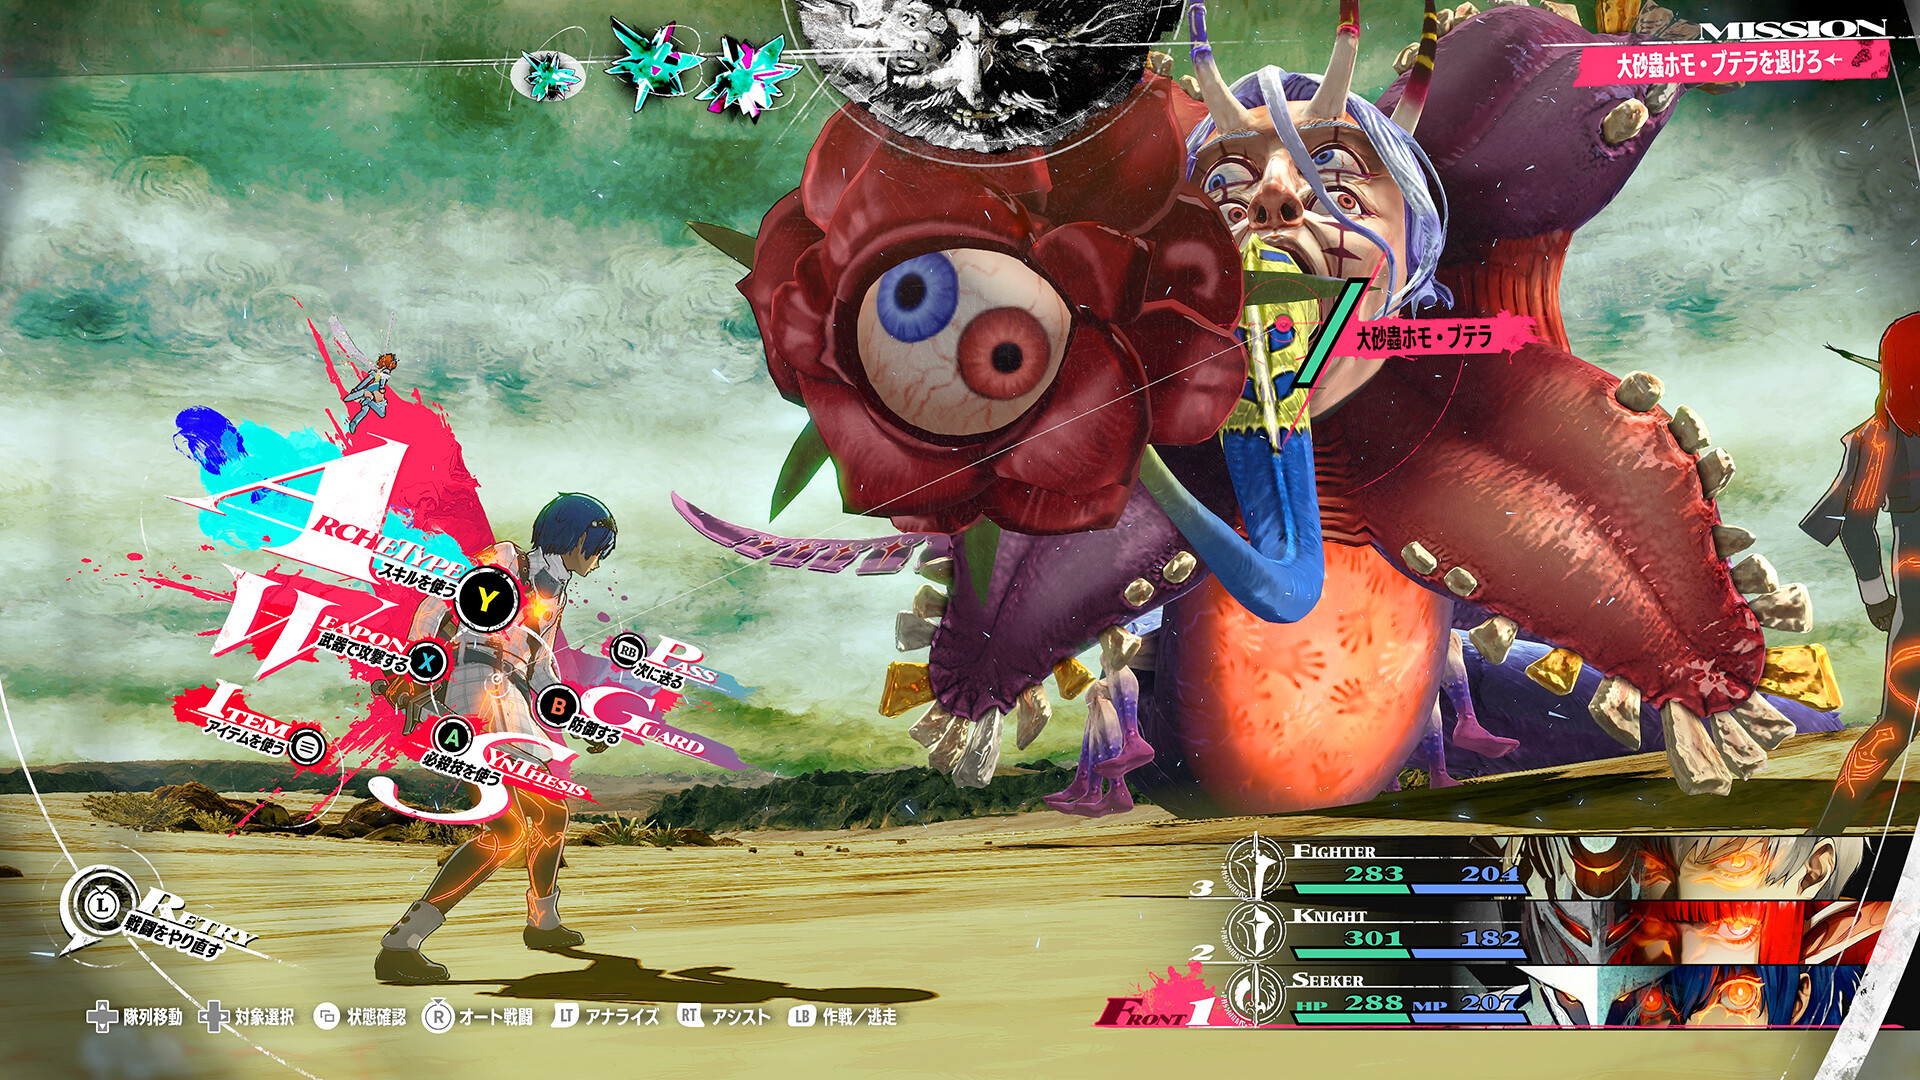 MISSION
大砂蟲ホモ・ブテラを退けろ
大砂蟲ホモ・ブテラ
ARCHETYPE
スキルを使う
Y
WEAPON
武器で攻撃する
X
ITEM
アイテムを使う
RB
PASS
次に送る
B
GUARD
防御する
A
SYNTHESIS
必殺技を使う
L
RETRY
戦闘をやり直す
3
FIGHTER
283 204
2
KNIGHT
301 182
FRONT 1
SEEKER
HP 288 MP 207
隊列移動 対象選択 状態確認 R オート戦闘 LT アナライズ RT アシスト LB 作戦／逃走